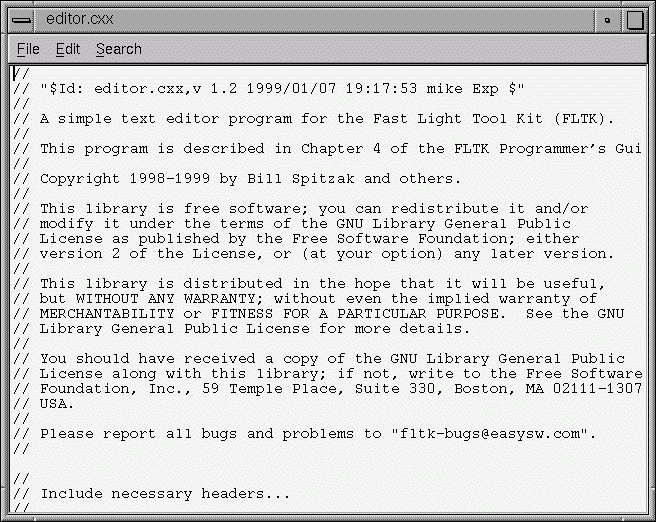 editor.cxx
File Edit Search
//
// "$Id: editor.cxx,v 1.2 1999/01/07 19:17:53 mike Exp $"
//
// A simple text editor program for the Fast Light Tool Kit (FLTK).
//
// This program is described in Chapter 4 of the FLTK Programmer's Gui
//
// Copyright 1998-1999 by Bill Spitzak and others.
//
// This library is free software; you can redistribute it and/or
// modify it under the terms of the GNU Library General Public
// License as published by the Free Software Foundation; either
// version 2 of the License, or (at your option) any later version.
//
// This library is distributed in the hope that it will be useful,
// but WITHOUT ANY WARRANTY; without even the implied warranty of
// MERCHANTABILITY or FITNESS FOR A PARTICULAR PURPOSE.  See the GNU
// Library General Public License for more details.
//
// You should have received a copy of the GNU Library General Public
// License along with this library; if not, write to the Free Software
// Foundation, Inc., 59 Temple Place, Suite 330, Boston, MA 02111-1307
// USA.
//
// Please report all bugs and problems to "fltk-bugs@easysw.com".
//

//
// Include necessary headers...
//